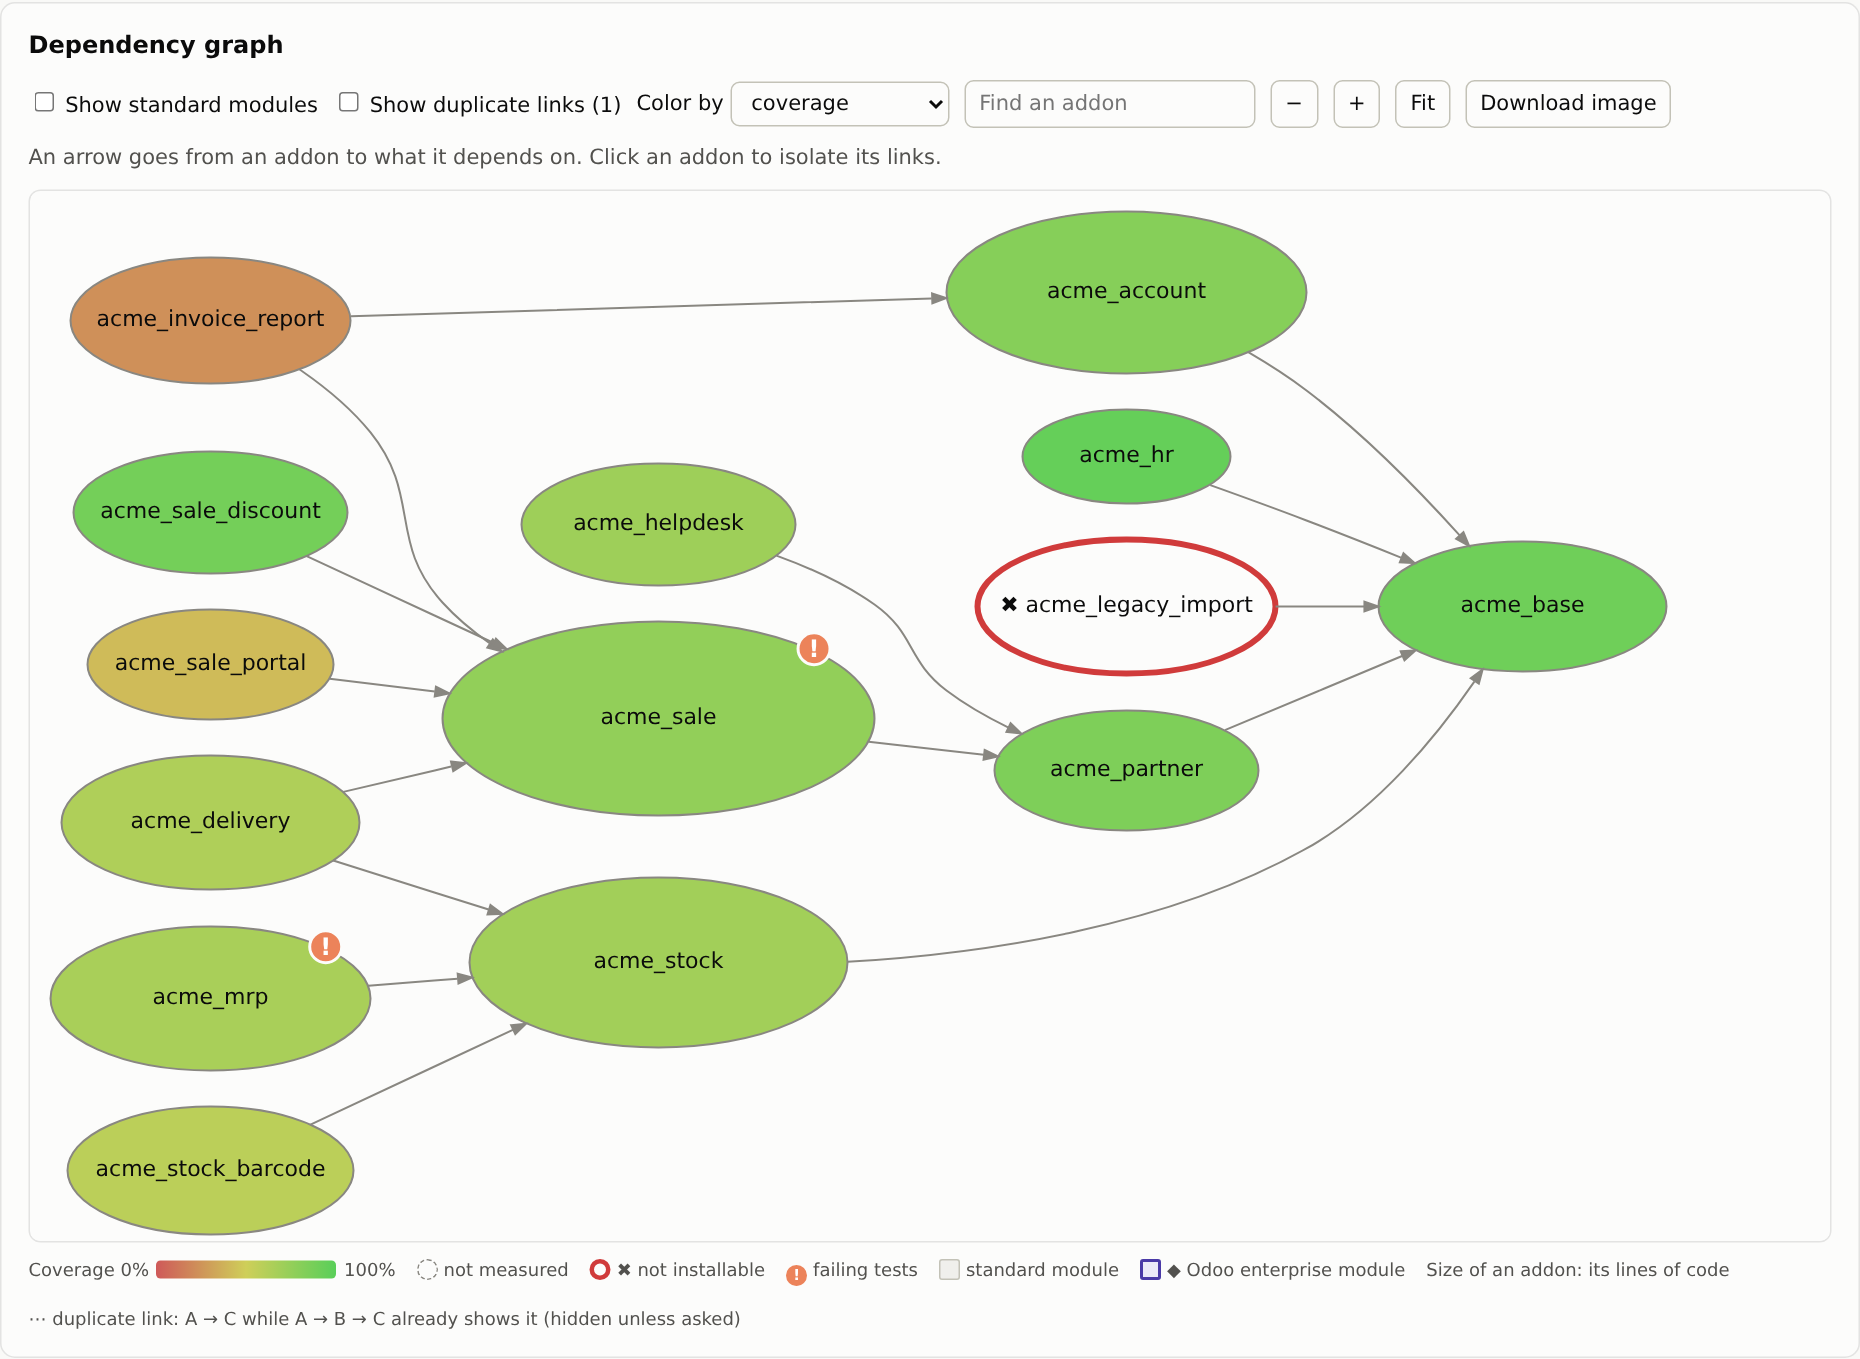 Dependency graph
Show standard modules Show duplicate links (1) Color by coverage Find an addon − + Fit Download image
An arrow goes from an addon to what it depends on. Click an addon to isolate its links.
acme_account
acme_invoice_report
acme_hr
acme_sale_discount
acme_helpdesk
✖ acme_legacy_import
acme_base
!
acme_sale_portal
acme_sale
acme_partner
acme_delivery
!
acme_stock
acme_mrp
acme_stock_barcode
Coverage 0% 100% not measured ✖ not installable ! failing tests standard module ◆ Odoo enterprise module Size of an addon: its lines of code
··· duplicate link: A → C while A → B → C already shows it (hidden unless asked)